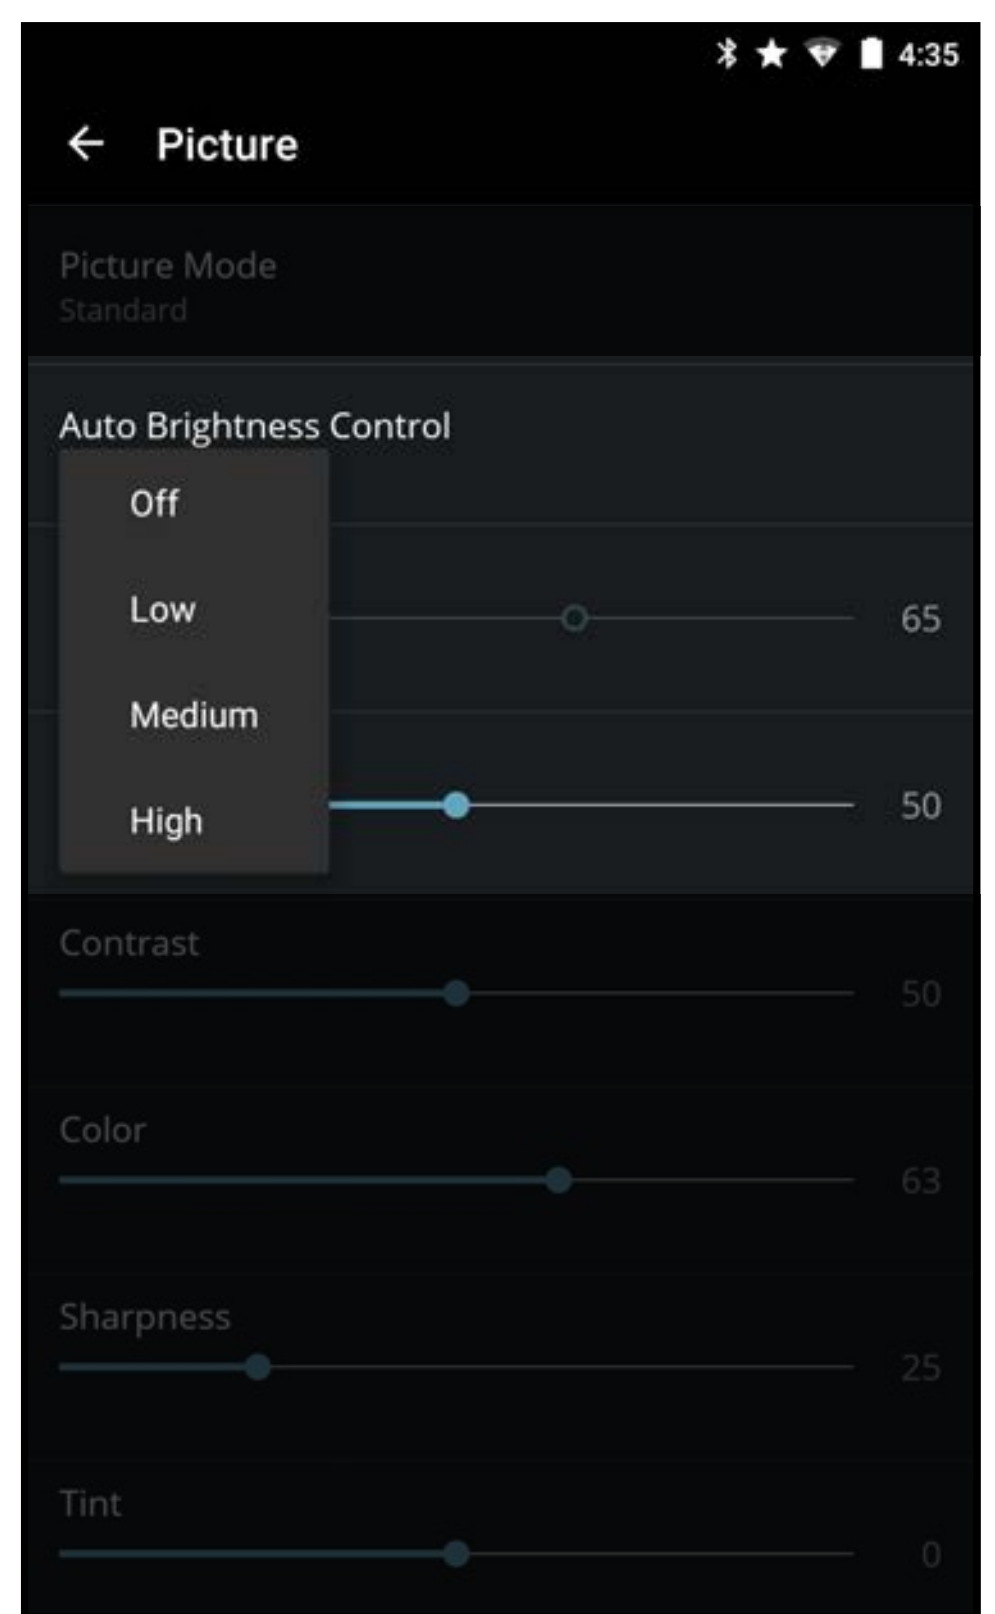 4:35
Picture
Picture Mode
Standard
Auto Brightness Control
Off
Low
65
Medium
50
High
Contrast
50
Color
63
Sharpness
25
Tint
0